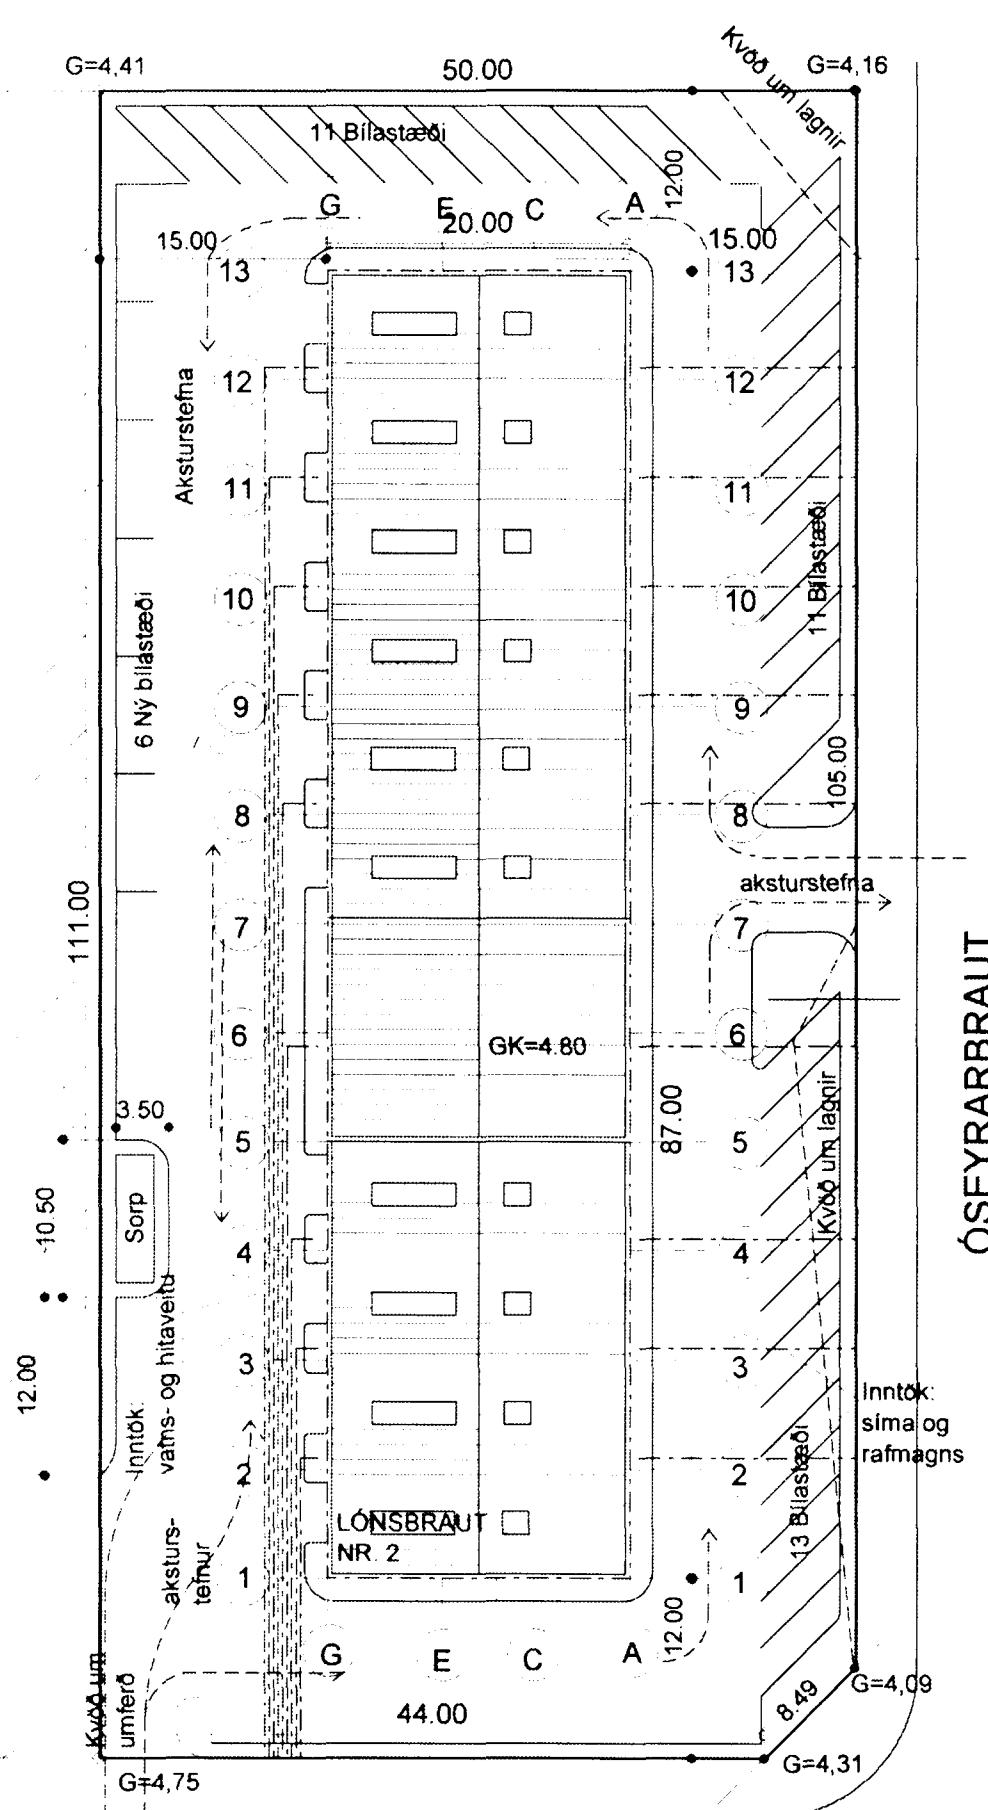 G=4,41
50.00
Kvöð um lagnir
G=4,16
11 Bílastæði
12.00
G
E
C
A
20.00
15.00
15.00
13
13
12
12
Aksturstefna
11
11
11 Bílastæði
10
10
6 Ný bílastæði
9
9
105.00
8
8
aksturstefna
111.00
7
7
6
6
GK=4.80
ÓSEYRARBRAUT
87.00
3.50
5
5
Kvöð um lagnir
10.50
Sorp
4
4
12.00
3
3
Inntök:
vatns- og hitaveitu
Inntök:
síma og
rafmagns
2
2
13 Bílastæði
LÓNSBRAUT
NR. 2
aksturs-
tefnur
1
1
12.00
G
E
C
A
Kvöð um
umferð
44.00
8.49
G=4,09
G=4,31
G=4,75